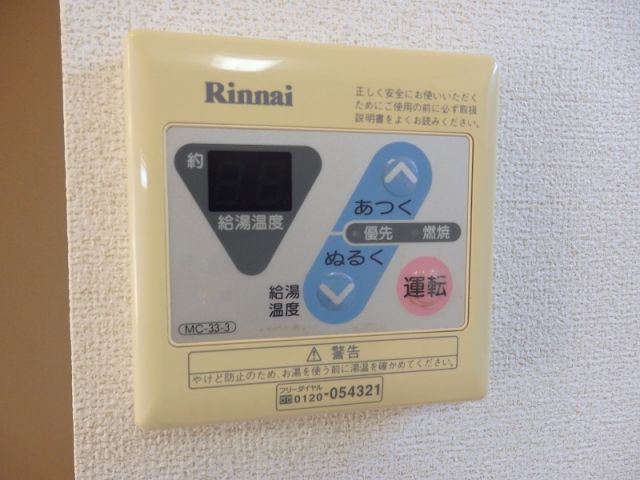 Rinnai
正しく安全にお使いいただく
ためにご使用の前に必ず取扱
説明書をよくお読みください。
約
給湯温度
あつく
優先 燃焼
ぬるく
給湯
温度
運転
MC-33-3
⚠ 警告
やけど防止のため、お湯を使う前に湯温を確かめてください。
フリーダイヤル
0120-054321